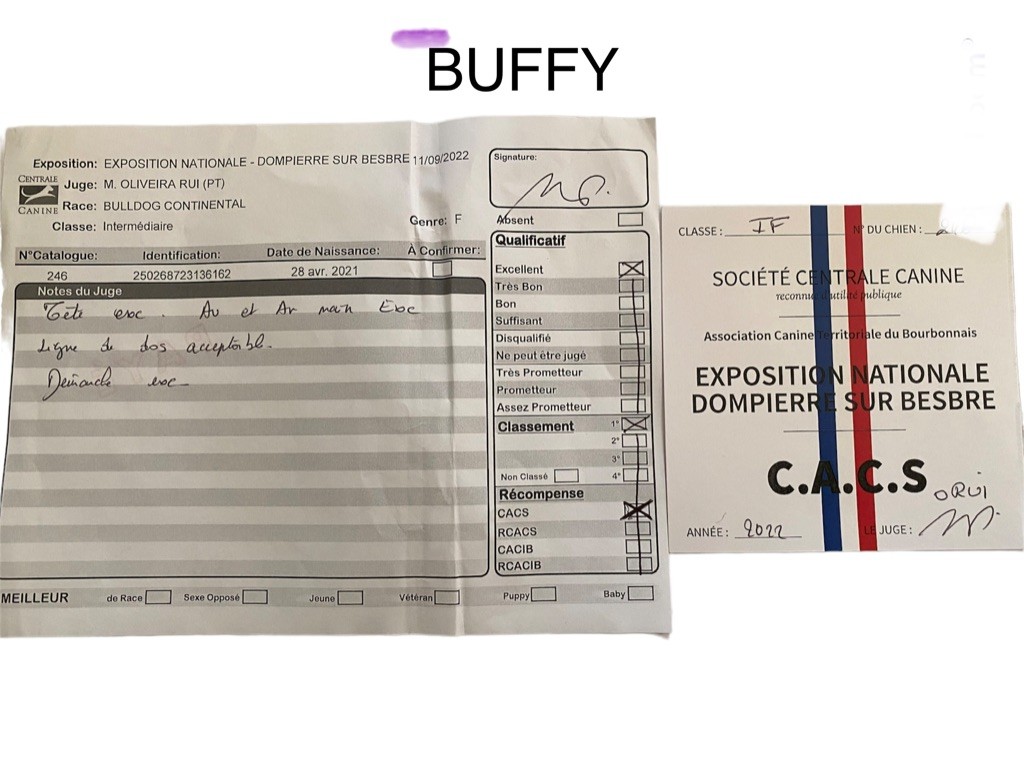 BUFFY
Exposition: EXPOSITION NATIONALE - DOMPIERRE SUR BESBRE 11/09/2022
CENTRALE
CANINE
Juge: M. OLIVEIRA RUI (PT)
Race: BULLDOG CONTINENTAL
Classe: Intermédiaire
Genre: F
N°Catalogue: Identification: Date de Naissance: À Confirmer:
246 250268723136162 28 avr. 2021
Notes du Juge
Tête exc. Av et Ar main Exc
Ligne de dos acceptable
Démarche exc
Signature:
Absent
Qualificatif
Excellent
Très Bon
Bon
Suffisant
Disqualifié
Ne peut être jugé
Très Prometteur
Prometteur
Assez Prometteur
Classement 1°
2°
3°
Non Classé 4°
Récompense
CACS
RCACS
CACIB
RCACIB
MEILLEUR de Race Sexe Opposé Jeune Vétéran Puppy Baby
CLASSE : IF N° DU CHIEN :
SOCIÉTÉ CENTRALE CANINE
reconnue d'utilité publique
Association Canine Territoriale du Bourbonnais
EXPOSITION NATIONALE
DOMPIERRE SUR BESBRE
C.A.C.S
ORUI
ANNÉE : 2022 LE JUGE :